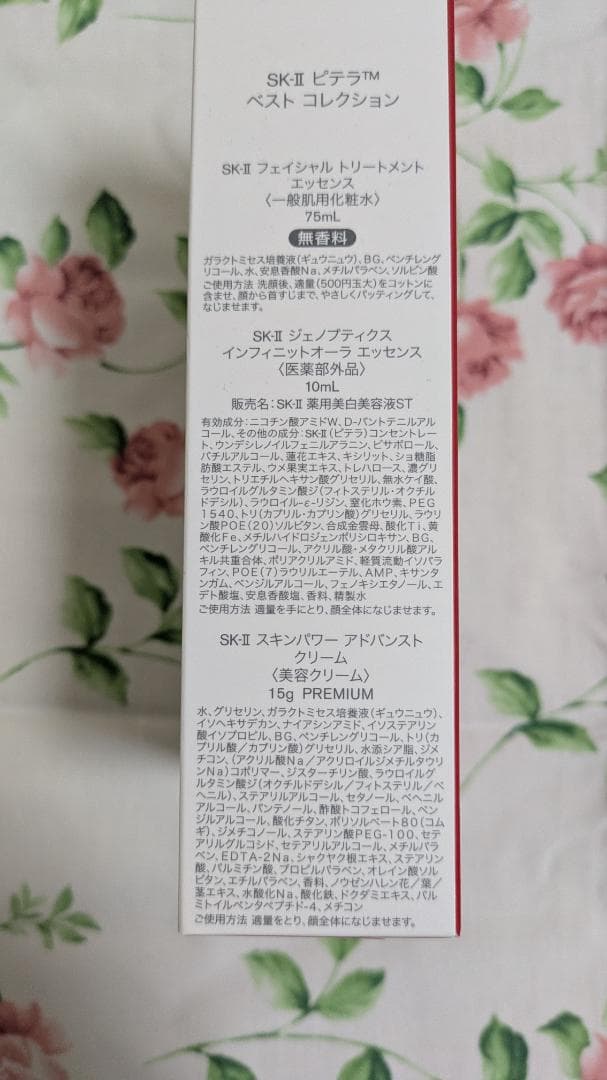 SK-II ピテラ™
ベスト コレクション
SK-II フェイシャル トリートメント
エッセンス
〈一般肌用化粧水〉
75mL
無香料
ガラクトミセス培養液(ギュウニュウ)、BG、ペンチレング
リコール、水、安息香酸Na、メチルパラベン、ソルビン酸
ご使用方法 洗顔後、適量(500円玉大)をコットンに
含ませ、顔から首すじまで、やさしくパッティングして、
なじませます。
SK-II ジェノプティクス
インフィニットオーラ エッセンス
〈医薬部外品〉
10mL
販売名:SK-II 薬用美白美容液ST
有効成分:ニコチン酸アミドW、D-パントテニルアル
コール、その他の成分:SK-II(ピテラ)コンセントレー
ト、ウンデシレノイルフェニルアラニン、ビサボロール、
バチルアルコール、蓮花エキス、キシリット、ショ糖脂
肪酸エステル、ウメ果実エキス、トレハロース、濃グリ
セリン、トリエチルヘキサン酸グリセリル、無水ケイ酸、
ラウロイルグルタミン酸ジ(フィトステリル・オクチル
ドデシル)、ラウロイル-ε-リジン、窒化ホウ素、PEG
1540、トリ(カプリル・カプリン酸)グリセリル、ラウリ
ン酸POE(20)ソルビタン、合成金雲母、酸化Ti、黄
酸化Fe、メチルハイドロジェンポリシロキサン、BG、
ペンチレングリコール、アクリル酸・メタクリル酸アル
キル共重合体、ポリアクリルアミド、軽質流動イソパラ
フィン、POE(7)ラウリルエーテル、AMP、キサンタ
ンガム、ベンジルアルコール、フェノキシエタノール、エ
デト酸塩、安息香酸塩、香料、精製水
ご使用方法 適量を手にとり、顔全体になじませます。
SK-II スキンパワー アドバンスト
クリーム
〈美容クリーム〉
15g PREMIUM
水、グリセリン、ガラクトミセス培養液(ギュウニュウ)、
イソヘキサデカン、ナイアシンアミド、イソステアリン
酸イソプロピル、BG、ペンチレングリコール、トリ(カ
プリル酸/カプリン酸)グリセリル、水添シア脂、ジメ
チコン、(アクリル酸Na/アクリロイルジメチルタウリ
ンNa)コポリマー、ジスターチリン酸、ラウロイルグ
ルタミン酸ジ(オクチルドデシル/フィトステリル/ベ
ヘニル)、ステアリルアルコール、セタノール、ベヘニル
アルコール、パンテノール、酢酸トコフェロール、ベン
ジルアルコール、酸化チタン、ポリソルベート80(コム
ギ)、ジメチコノール、ステアリン酸PEG-100、セテ
アリルグルコシド、セテアリルアルコール、メチルパラ
ベン、EDTA-2Na、シャクヤク根エキス、ステアリン
酸、パルミチン酸、プロピルパラベン、オレイン酸ソル
ビタン、エチルパラベン、香料、ノウゼンハレン花/葉/
茎エキス、水酸化Na、酸化鉄、ドクダミエキス、パル
ミトイルペンタペプチド-4、メチコン
ご使用方法 適量をとり、顔全体になじませます。